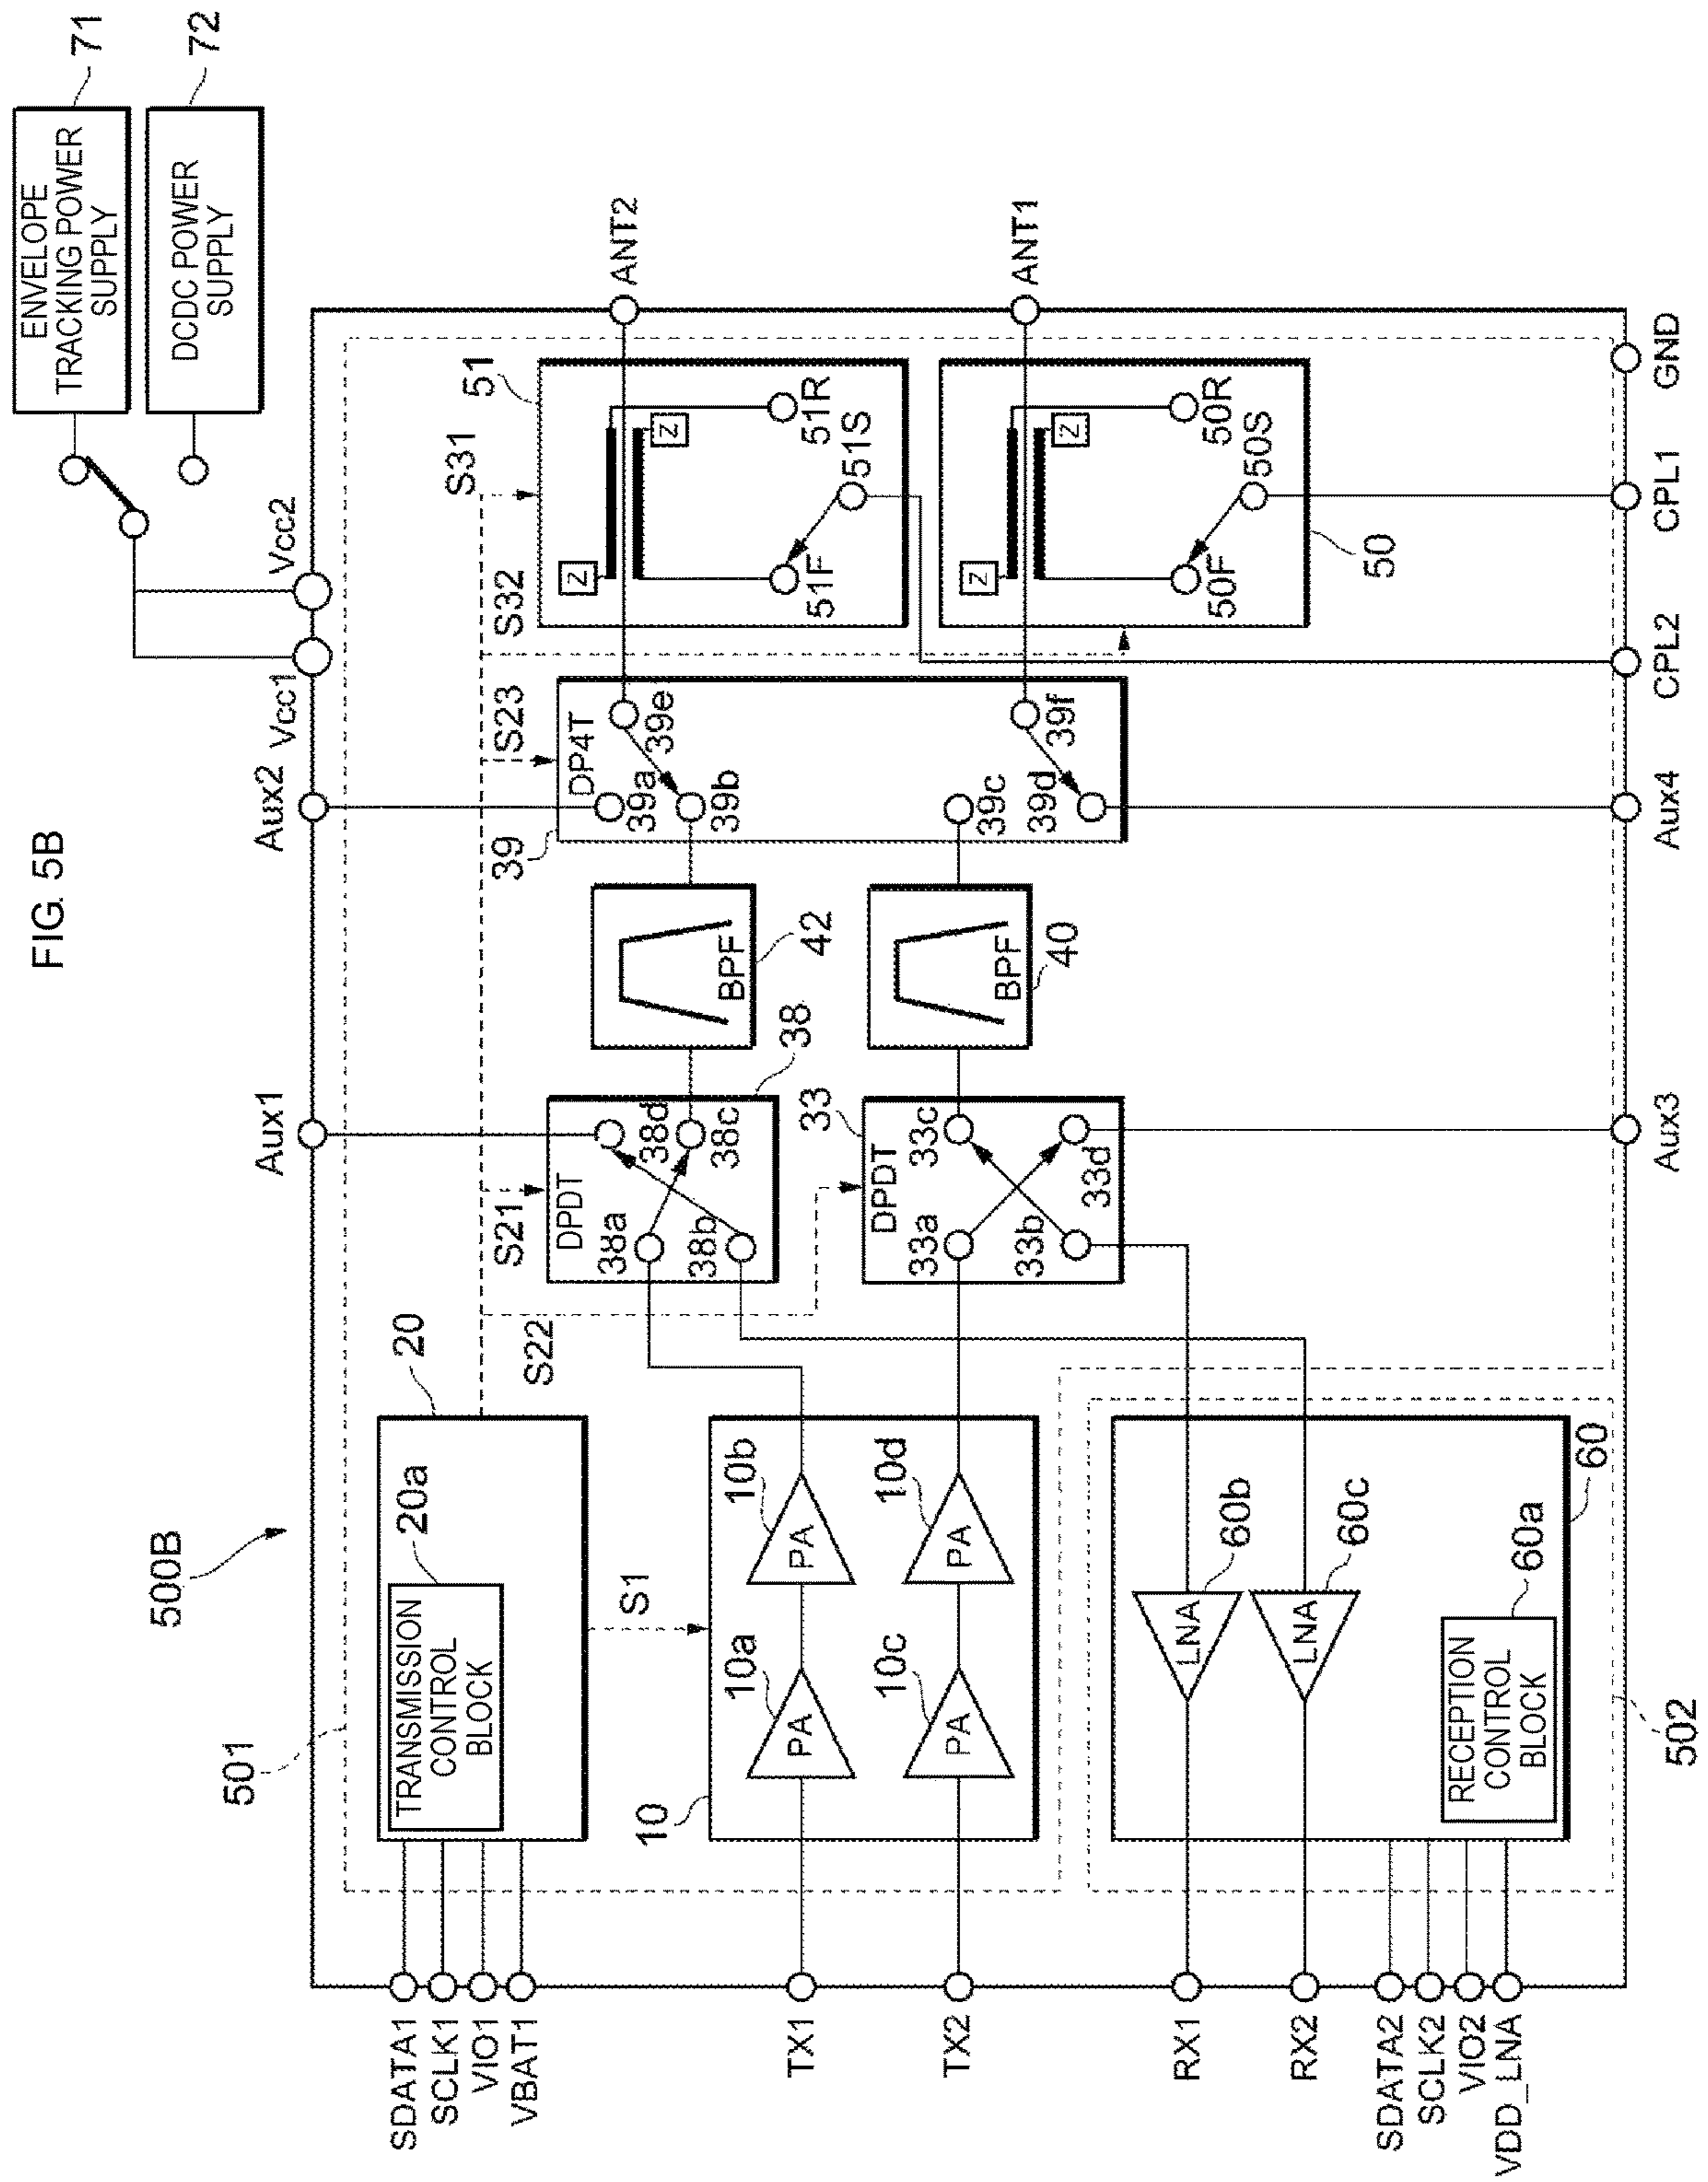 FIG. 5B
500B
ENVELOPE
TRACKING POWER
SUPPLY
71
DCDC POWER
SUPPLY
72
Aux1
Aux2
Vcc1
Vcc2
501
TRANSMISSION
CONTROL
BLOCK
20a
20
S1
S21
S22
S23
S32
S31
SDATA1
SCLK1
VIO1
VBAT1
TX1
TX2
RX1
RX2
SDATA2
SCLK2
VIO2
VDD_LNA
10
10a
PA
10b
PA
10c
PA
10d
PA
DPDT
38a
38b
38d
38c
38
DPDT
33
33a
33b
33c
33d
BPF
42
BPF
40
39
DP4T
39a
39b
39e
39c
39d
39f
51
Z
Z
51F
51R
51S
ANT2
Z
Z
50F
50R
50S
50
ANT1
LNA
60b
LNA
60c
RECEPTION
CONTROL
BLOCK
60a
60
502
Aux3
Aux4
CPL2
CPL1
GND